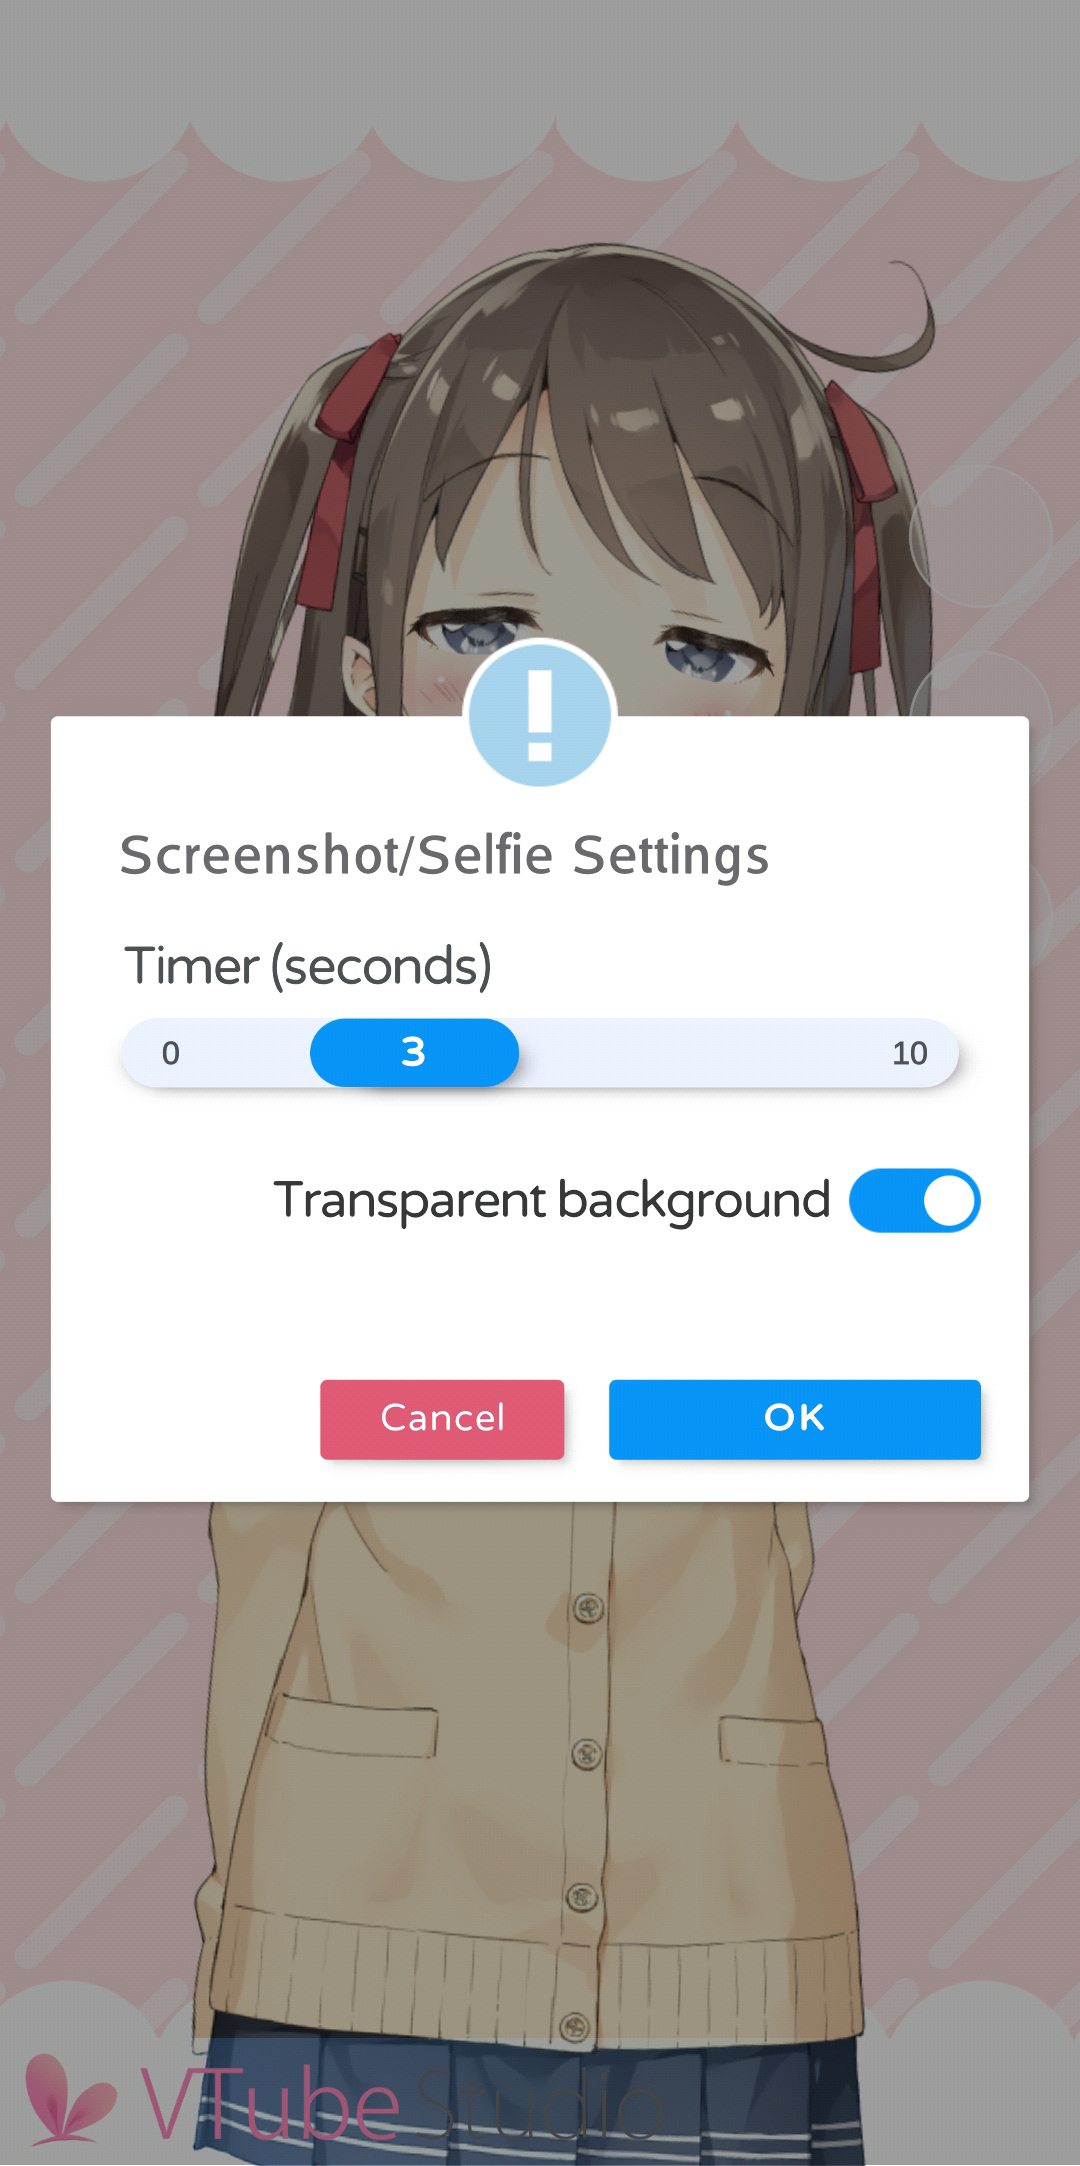 Screenshot/Selfie Settings
Timer (seconds)
0 3 10
Transparent background
Cancel OK
VTube Studio